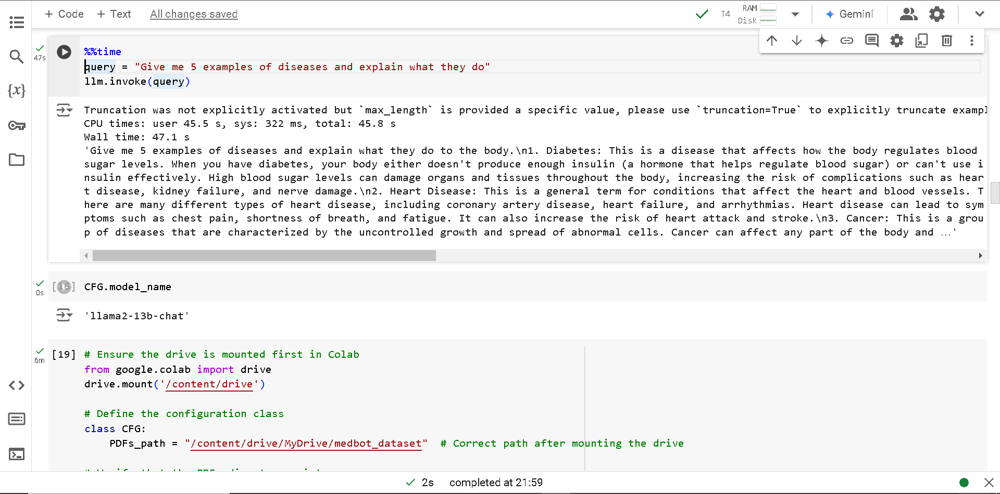 + Code + Text All changes saved
T4 RAM Disk Gemini
47s
%%time
query = "Give me 5 examples of diseases and explain what they do"
llm.invoke(query)
Truncation was not explicitly activated but `max_length` is provided a specific value, please use `truncation=True` to explicitly truncate exampl
CPU times: user 45.5 s, sys: 322 ms, total: 45.8 s
Wall time: 47.1 s
'Give me 5 examples of diseases and explain what they do to the body.\n1. Diabetes: This is a disease that affects how the body regulates blood
sugar levels. When you have diabetes, your body either doesn't produce enough insulin (a hormone that helps regulate blood sugar) or can't use i
nsulin effectively. High blood sugar levels can damage organs and tissues throughout the body, increasing the risk of complications such as hear
t disease, kidney failure, and nerve damage.\n2. Heart Disease: This is a general term for conditions that affect the heart and blood vessels. T
here are many different types of heart disease, including coronary artery disease, heart failure, and arrhythmias. Heart disease can lead to sym
ptoms such as chest pain, shortness of breath, and fatigue. It can also increase the risk of heart attack and stroke.\n3. Cancer: This is a grou
p of diseases that are characterized by the uncontrolled growth and spread of abnormal cells. Cancer can affect any part of the body and ...'
0s
[16] CFG.model_name
'llama2-13b-chat'
6m
[19] # Ensure the drive is mounted first in Colab
from google.colab import drive
drive.mount('/content/drive')
# Define the configuration class
class CFG:
PDFs_path = "/content/drive/MyDrive/medbot_dataset" # Correct path after mounting the drive
2s completed at 21:59